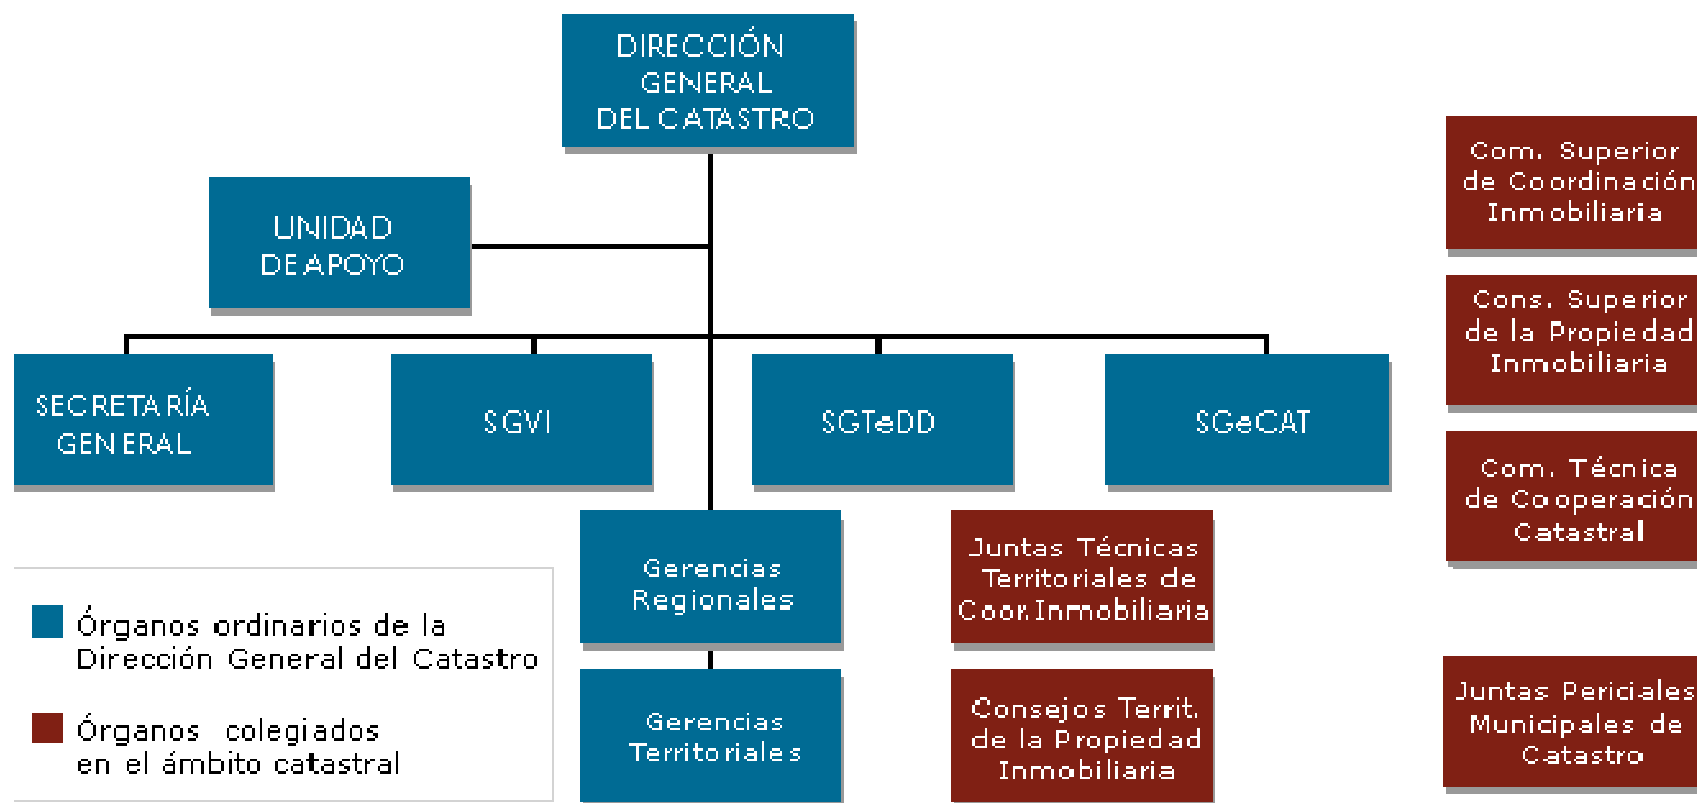 DIRECCIÓN
GENERAL
DEL CATASTRO
UNIDAD
DE APOYO
SECRETARÍA
GENERAL
SGVI
SGTeDD
SGeCAT
Gerencias
Regionales
Gerencias
Territoriales
Juntas Técnicas
Territoriales de
Coor.Inmobiliaria
Consejos Territ.
de la Propiedad
Inmobiliaria
Com. Superior
de Coordinación
Inmobiliaria
Cons. Superior
de la Propiedad
Inmobiliaria
Com. Técnica
de Cooperación
Catastral
Juntas Periciales
Municipales de
Catastro
Órganos ordinarios de la
Dirección General del Catastro
Órganos colegiados
en el ámbito catastral